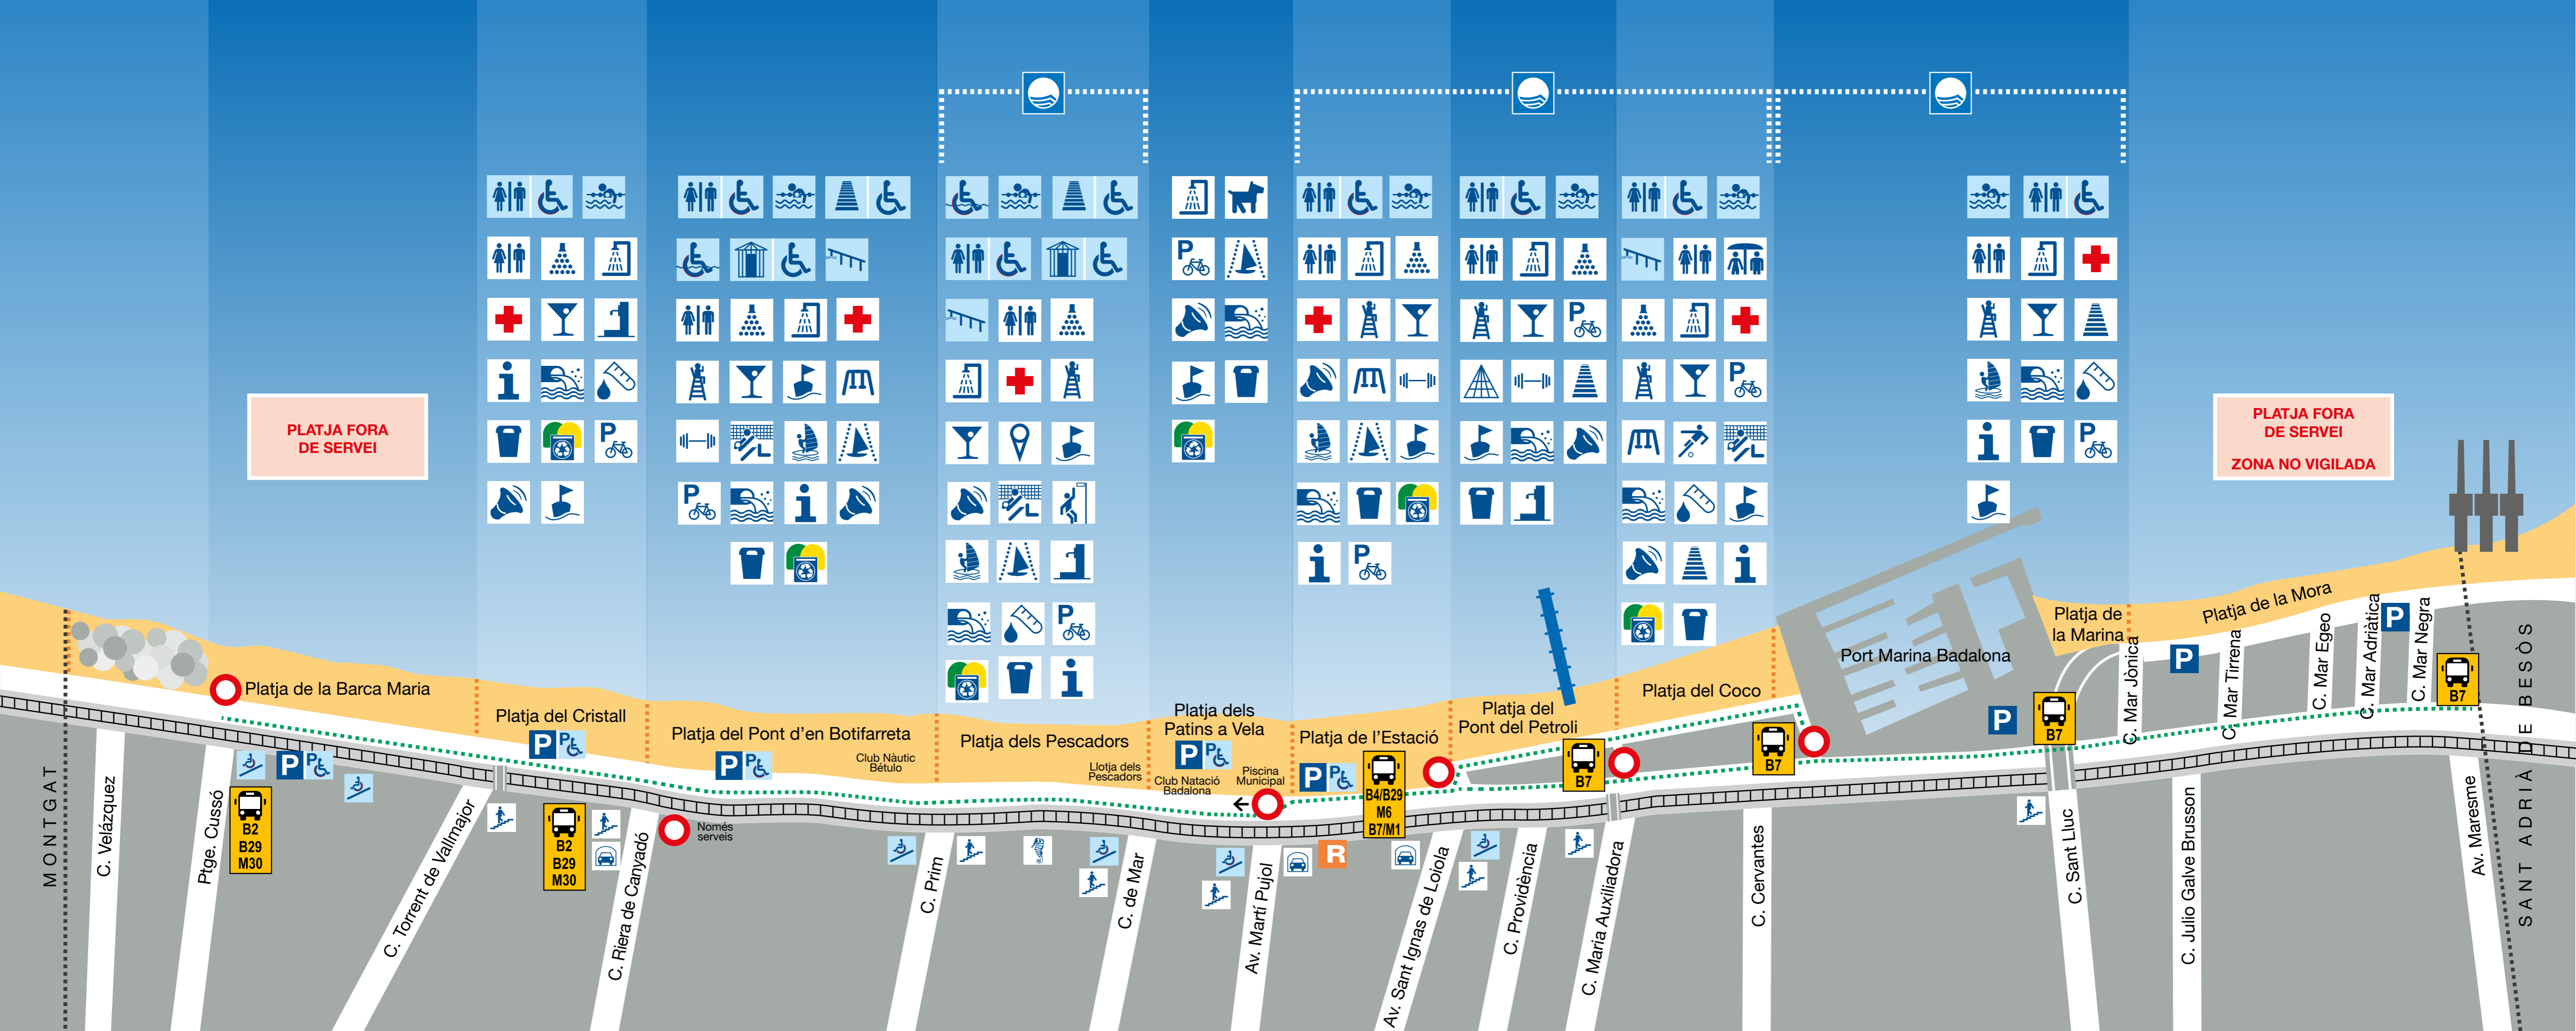 PLATJA FORA
DE SERVEI
PLATJA FORA
DE SERVEI
ZONA NO VIGILADA
P
P
P
P
P
P
i
i
i
i
i
i
Platja de la Barca Maria
Platja del Cristall
Platja del Pont d'en Botifarreta
Club Nàutic
Bétulo
Platja dels Pescadors
Llotja dels
Pescadors
Platja dels
Patins a Vela
Club Natació
Badalona
Piscina
Municipal
Platja de l'Estació
Platja del
Pont del Petroli
Platja del Coco
Port Marina Badalona
Platja de
la Marina
Platja de la Mora
P
P
P
P
P
P
P
P
P
P
P
P
P
B2
B29
M30
B2
B29
M30
Només
serveis
B4/B29
M6
B7/M1
R
B7
B7
B7
B7
MONTGAT
C. Velázquez
Ptge. Cussó
C. Torrent de Vallmajor
C. Riera de Canyadó
C. Prim
C. de Mar
Av. Martí Pujol
Av. Sant Ignas de Loiola
C. Providència
C. Maria Auxiliadora
C. Cervantes
C. Sant Lluc
C. Mar Jònica
C. Julio Galve Brusson
C. Mar Tirrena
C. Mar Egeo
C. Mar Adriàtica
C. Mar Negra
Av. Maresme
SANT ADRIÀ DE BESÒS